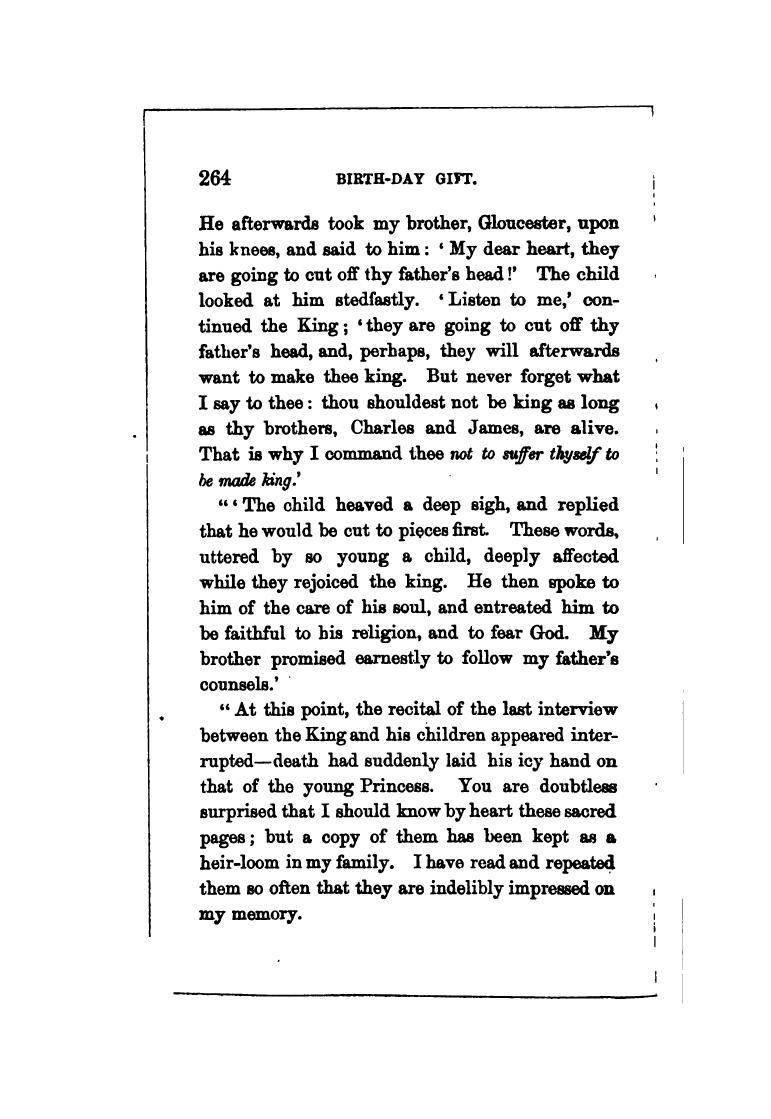 264 BIRTH-DAY GIFT.
He afterwards took my brother, Gloucester, upon
his knees, and said to him: ‘ My dear heart, they
are going to cut off thy father's head!’ The child
looked at him stedfastly. ‘ Listen to me,’ con-
tinued the King; ‘ they are going to cut off thy
father's head, and, perhaps, they will afterwards
want to make thee king. But never forget what
I say to thee: thou shouldest not be king as long
as thy brothers, Charles and James, are alive.
That is why I command thee not to suffer thyself to
be made king.’
“ ‘ The child heaved a deep sigh, and replied
that he would be cut to pieces first. These words,
uttered by so young a child, deeply affected
while they rejoiced the king. He then spoke to
him of the care of his soul, and entreated him to
be faithful to his religion, and to fear God. My
brother promised earnestly to follow my father's
counsels.’
“ At this point, the recital of the last interview
between the King and his children appeared inter-
rupted—death had suddenly laid his icy hand on
that of the young Princess. You are doubtless
surprised that I should know by heart these sacred
pages; but a copy of them has been kept as a
heir-loom in my family. I have read and repeated
them so often that they are indelibly impressed on
my memory.